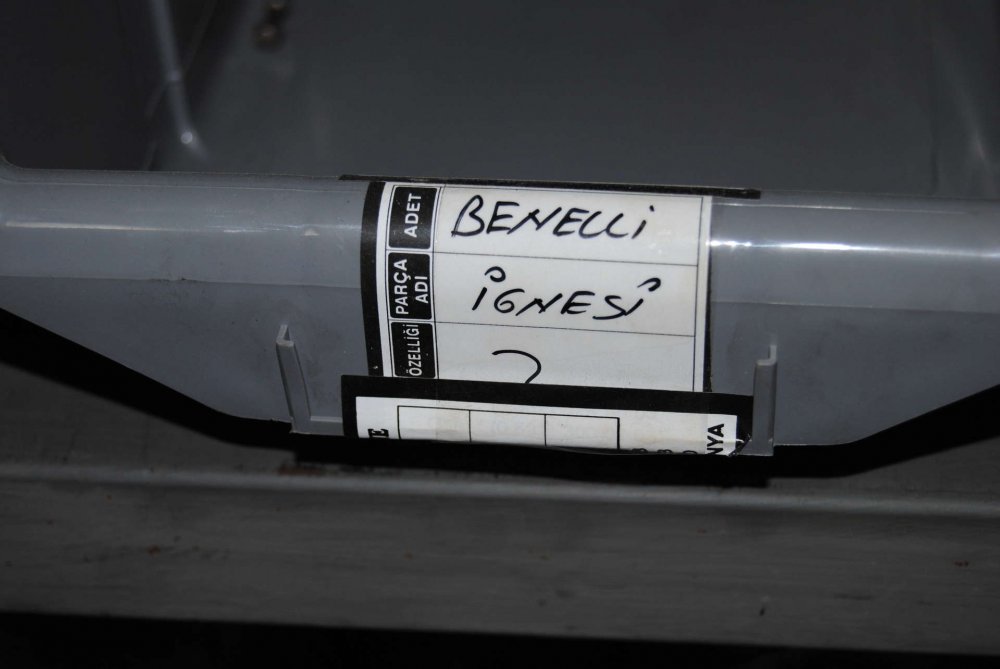 ADET BENELLİ
PARÇA ADI İGNESİ
ÖZELLİĞİ